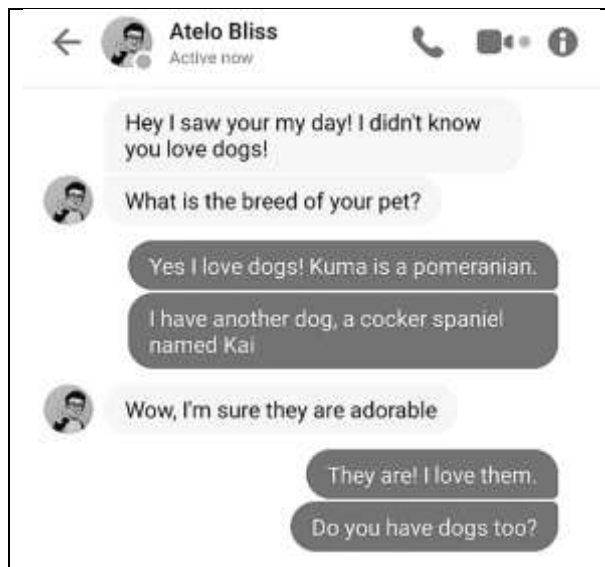 Atelo Bliss
Active now
Hey I saw your my day! I didn't know
you love dogs!
What is the breed of your pet?
Yes I love dogs! Kuma is a pomeranian.
I have another dog, a cocker spaniel
named Kai
Wow, I'm sure they are adorable
They are! I love them.
Do you have dogs too?